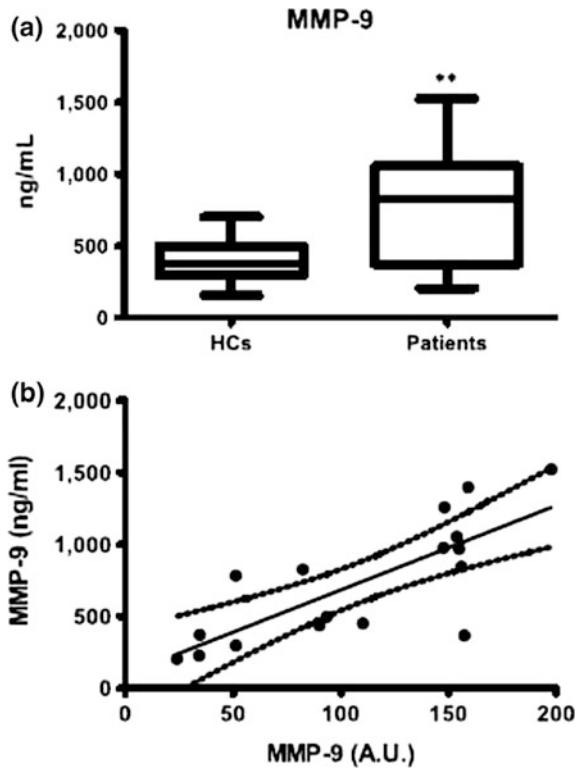 (a)
MMP-9
2,000
1,500
1,000
500
0
ng/mL
**
HCs
Patients
(b)
2,000
1,500
1,000
500
0
MMP-9 (ng/ml)
0
50
100
150
200
MMP-9 (A.U.)